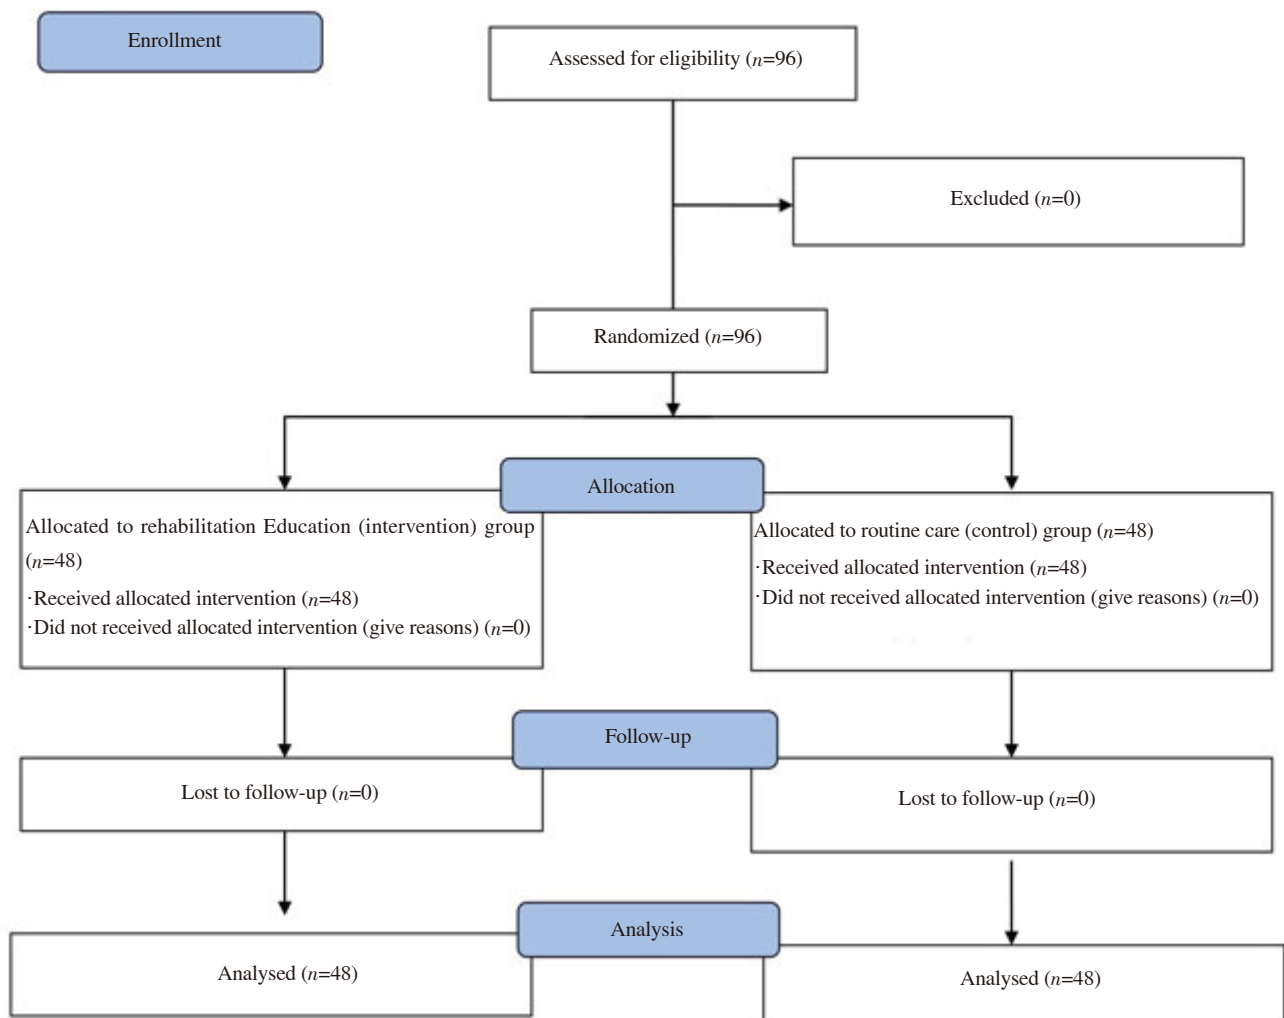 Enrollment
Assessed for eligibility (n=96)
Excluded (n=0)
Randomized (n=96)
Allocation
Allocated to rehabilitation Education (intervention) group
(n=48)
·Received allocated intervention (n=48)
·Did not received allocated intervention (give reasons) (n=0)
Allocated to routine care (control) group (n=48)
·Received allocated intervention (n=48)
·Did not received allocated intervention (give reasons) (n=0)
Follow-up
Lost to follow-up (n=0)
Lost to follow-up (n=0)
Analysis
Analysed (n=48)
Analysed (n=48)